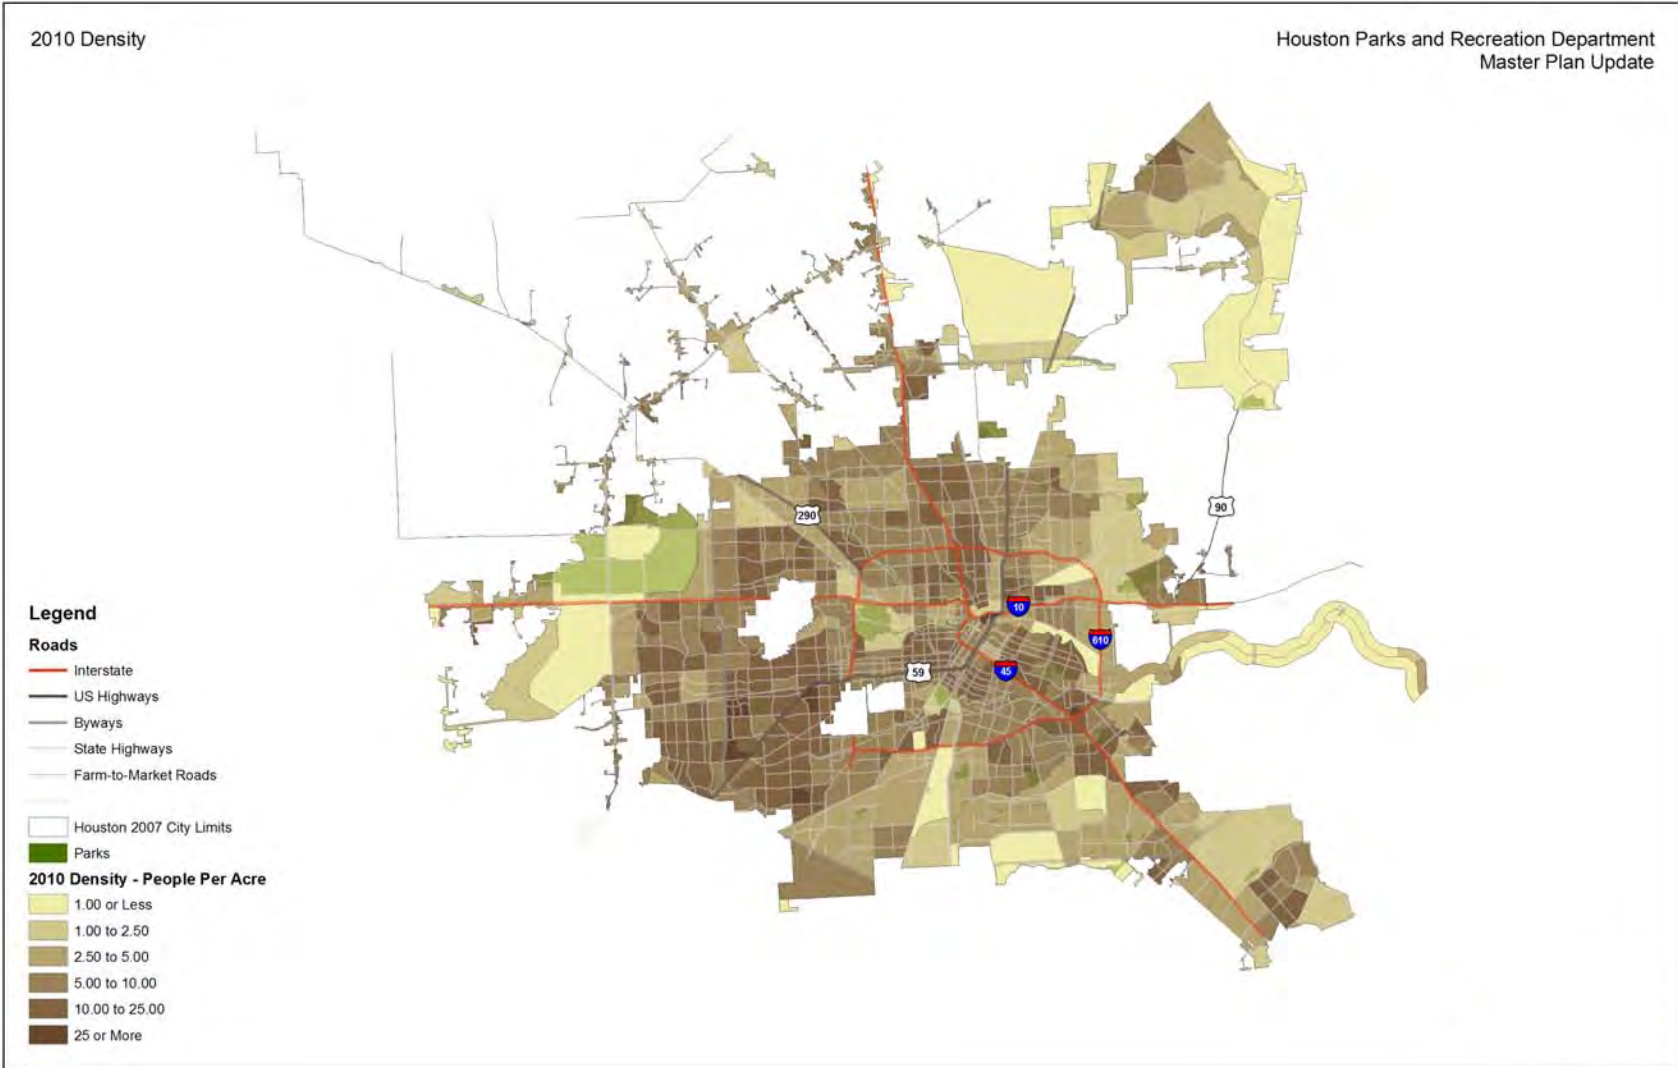 2010 Density
Houston Parks and Recreation Department
Master Plan Update
290
90
10
610
59
45
Legend
Roads
Interstate
US Highways
Byways
State Highways
Farm-to-Market Roads
Houston 2007 City Limits
Parks
2010 Density - People Per Acre
1.00 or Less
1.00 to 2.50
2.50 to 5.00
5.00 to 10.00
10.00 to 25.00
25 or More